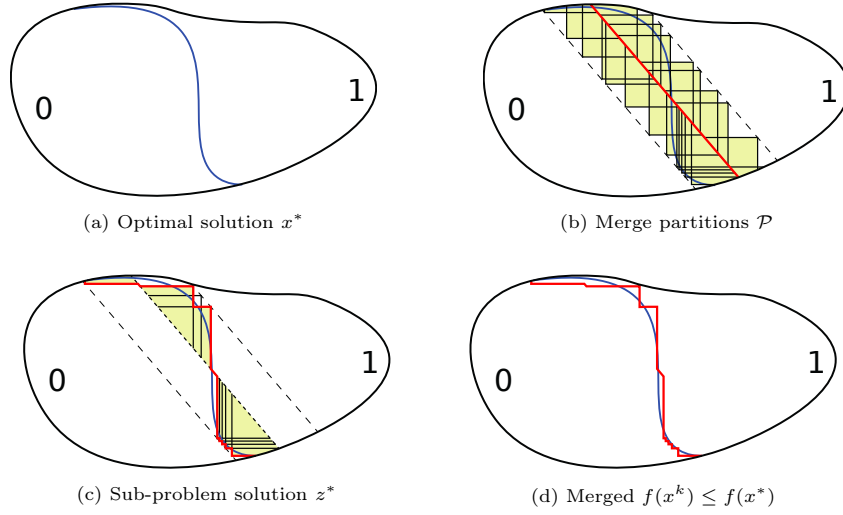 0
1
0
1
(a) Optimal solution x*
(b) Merge partitions 𝒫
0
1
0
1
(c) Sub-problem solution z*
(d) Merged f(x^k) ≤ f(x*)